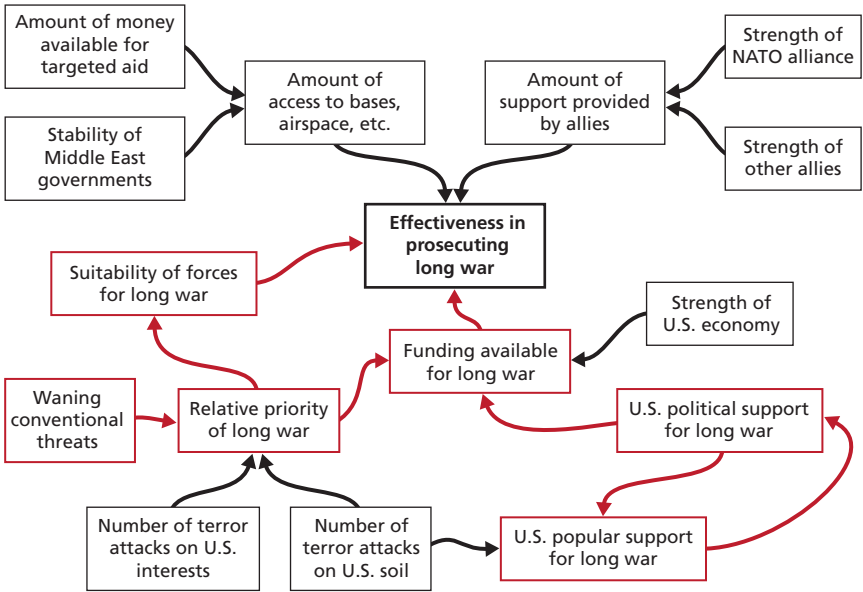 Amount of money
available for
targeted aid
Amount of
access to bases,
airspace, etc.
Amount of
support provided
by allies
Strength of
NATO alliance
Stability of
Middle East
governments
Strength of
other allies
Effectiveness in
prosecuting
long war
Suitability of forces
for long war
Strength of
U.S. economy
Funding available
for long war
Waning
conventional
threats
Relative priority
of long war
U.S. political support
for long war
Number of terror
attacks on U.S.
interests
Number of
terror attacks
on U.S. soil
U.S. popular support
for long war